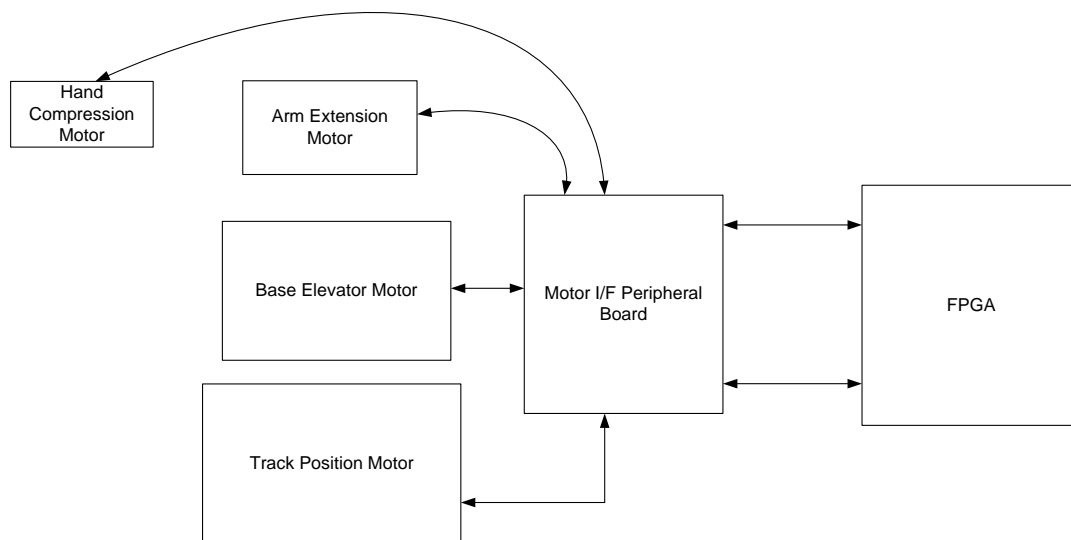 Hand
Compression
Motor
Arm Extension
Motor
Base Elevator Motor
Motor I/F Peripheral
Board
FPGA
Track Position Motor